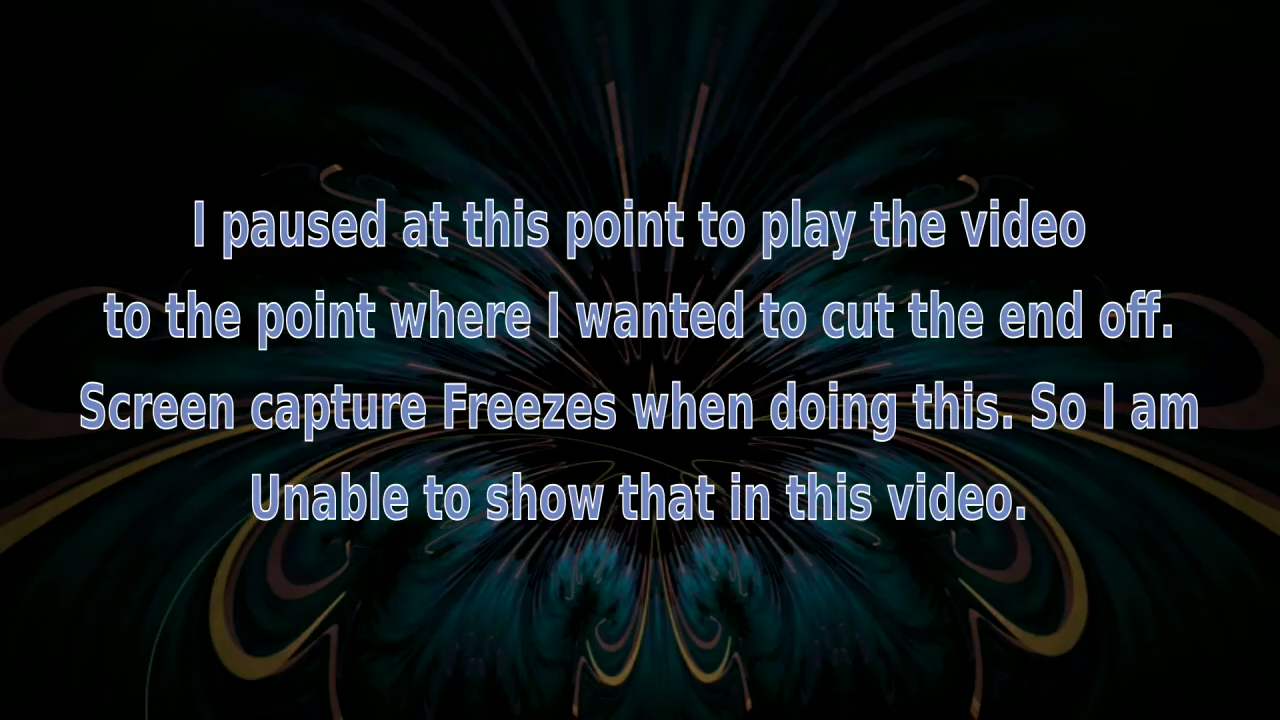 I paused at this point to play the video
to the point where I wanted to cut the end off.
Screen capture Freezes when doing this. So I am
Unable to show that in this video.